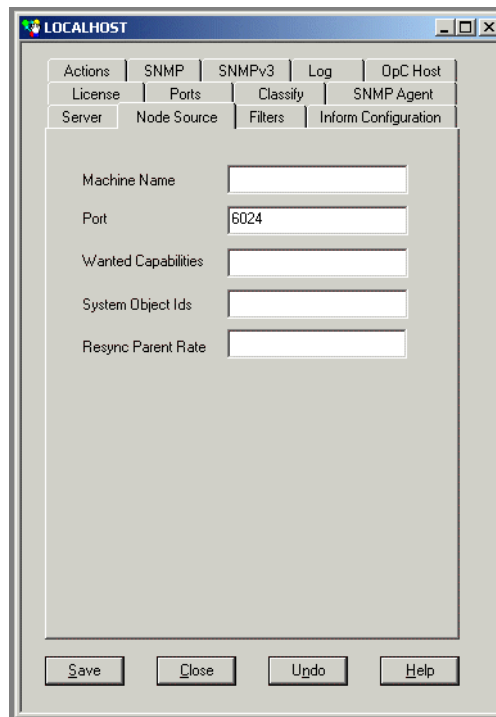 LOCALHOST
Actions SNMP SNMPv3 Log OpC Host
License Ports Classify SNMP Agent
Server Node Source Filters Inform Configuration
Machine Name
Port 6024
Wanted Capabilities
System Object Ids
Resync Parent Rate
Save Close Undo Help